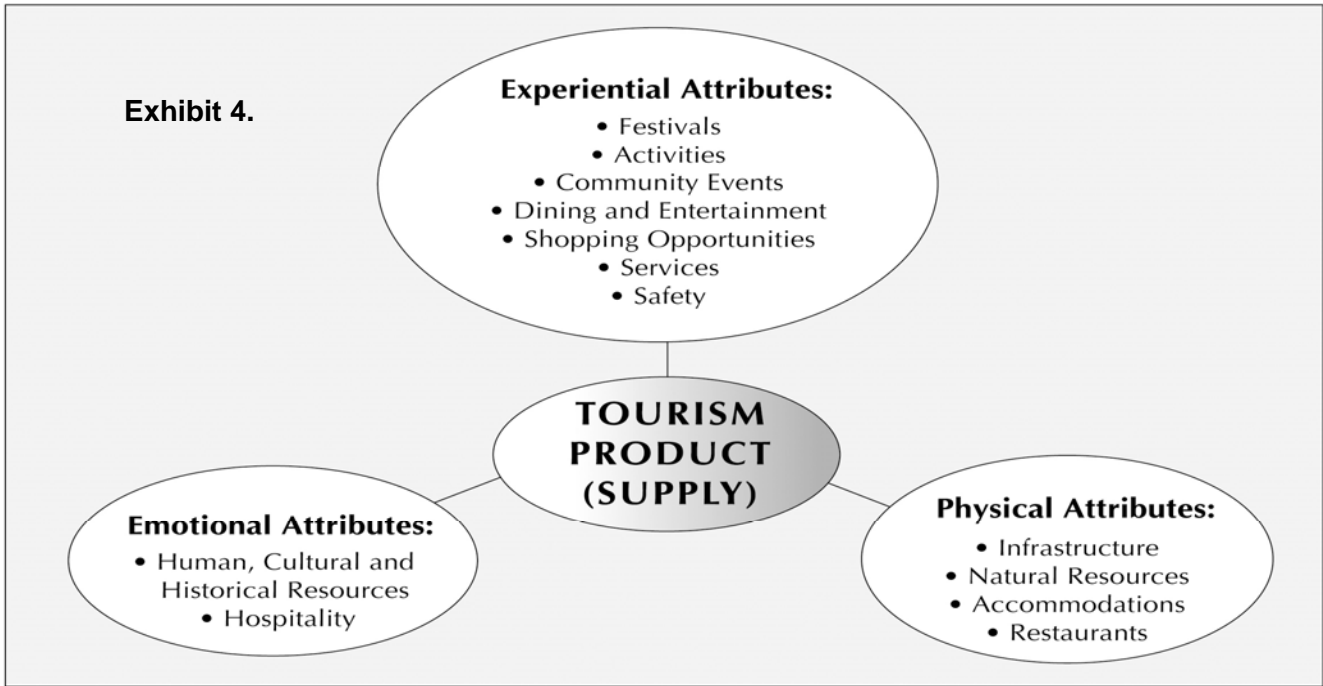 Exhibit 4.
Experiential Attributes:
• Festivals
• Activities
• Community Events
• Dining and Entertainment
• Shopping Opportunities
• Services
• Safety
TOURISM
PRODUCT
(SUPPLY)
Emotional Attributes:
• Human, Cultural and
Historical Resources
• Hospitality
Physical Attributes:
• Infrastructure
• Natural Resources
• Accommodations
• Restaurants